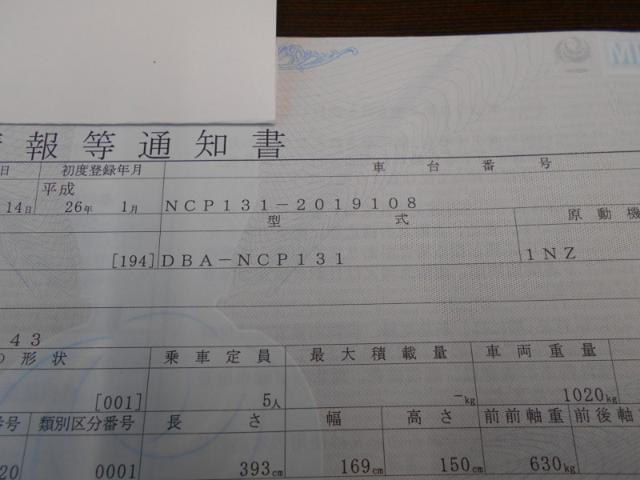 報等通知書
日 初度登録年月 車台番号
平成
14日 26年 1月 NCP131-2019108
型式 原動機
[194] DBA-NCP131 1NZ
43
の形状 乗車定員 最大積載量 車両重量
[001] 5人 -kg 1020kg
番号 類別区分番号 長さ 幅 高さ 前前軸重 前後軸
20 0001 393cm 169cm 150cm 630kg